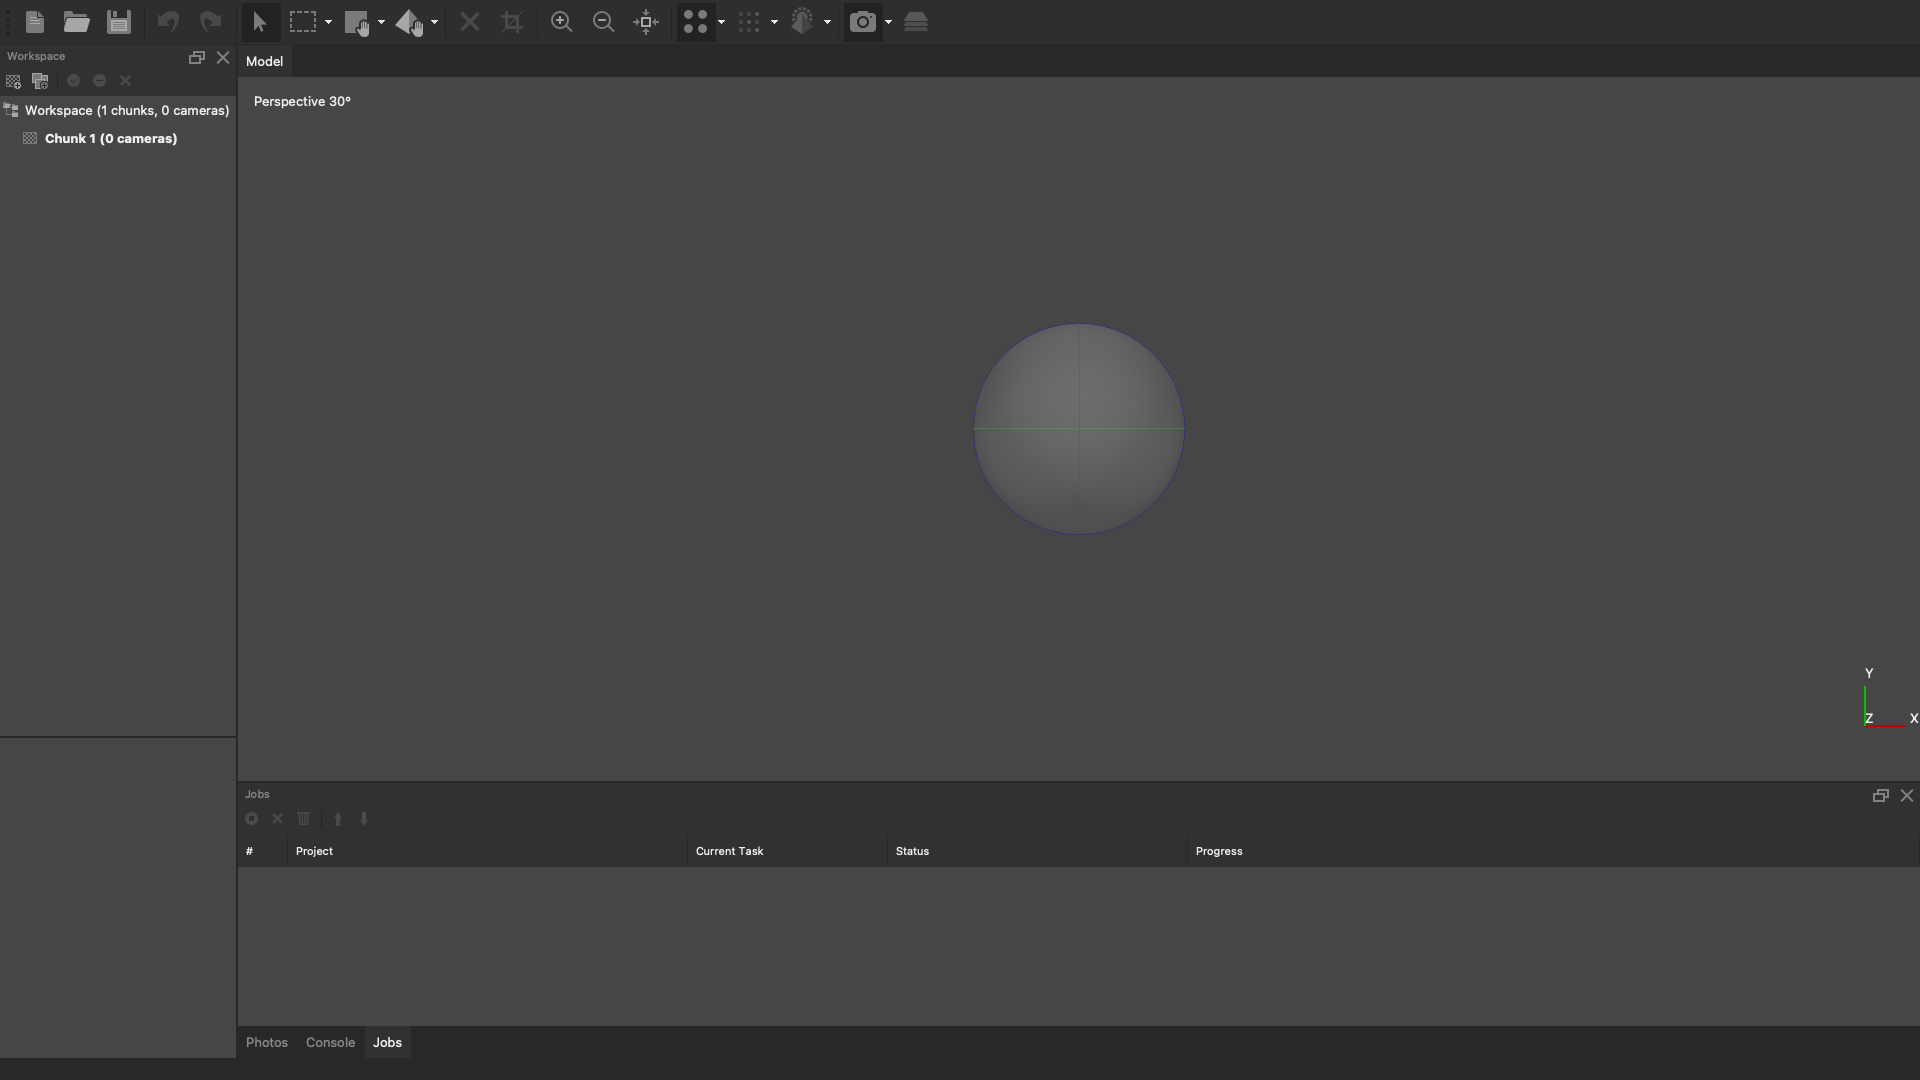 Workspace
Model
Perspective 30°
Workspace (1 chunks, 0 cameras)
Chunk 1 (0 cameras)
Y
Z X
Jobs
# Project Current Task Status Progress
Photos Console Jobs